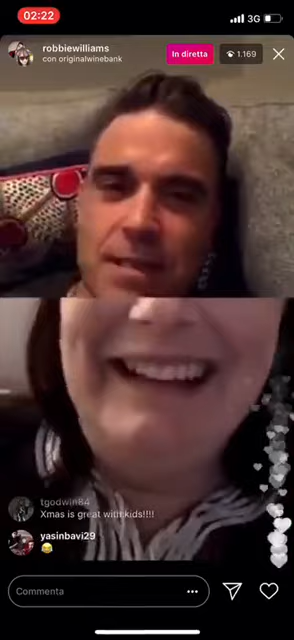 02:22
3G
robbiewilliams
con originalwinebank
In diretta
1.169
tgodwin84
Xmas is great with kids!!!!
yasinbavi29
😂
Commenta